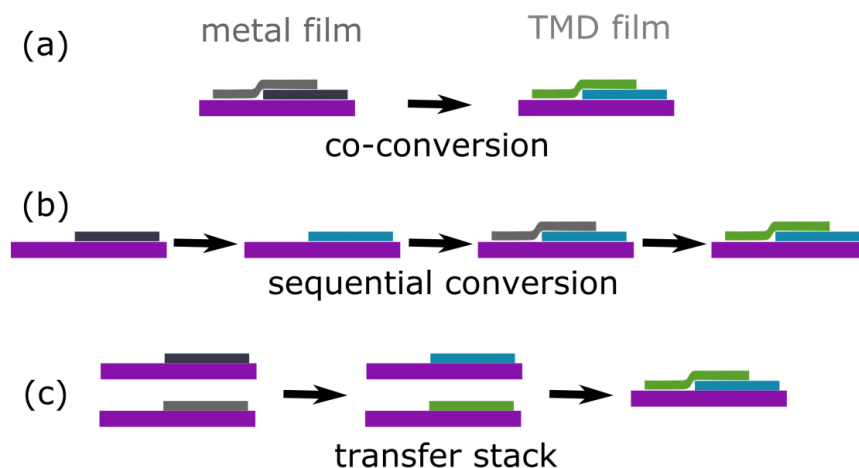 (a)
metal film
TMD film
co-conversion
(b)
sequential conversion
(c)
transfer stack